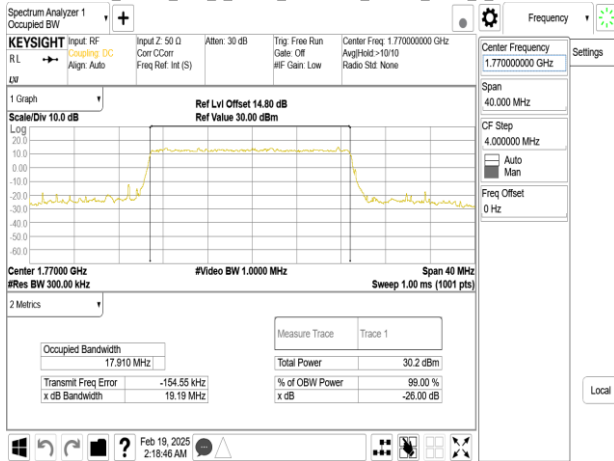 Spectrum Analyzer 1
Occupied BW
+
Frequency
KEYSIGHT
RL
LXI
Input: RF
Coupling: DC
Align: Auto
Input Z: 50 Ω
Corr CCorr
Freq Ref: Int (S)
Atten: 30 dB
Trig: Free Run
Gate: Off
#IF Gain: Low
Center Freq: 1.770000000 GHz
Avg|Hold:>10/10
Radio Std: None
Center Frequency
1.770000000 GHz
Settings
Span
40.000 MHz
CF Step
4.000000 MHz
Auto
Man
Freq Offset
0 Hz
Local
1 Graph
Scale/Div 10.0 dB
Ref Lvl Offset 14.80 dB
Ref Value 30.00 dBm
Log
20.0
10.0
0.00
-10.0
-20.0
-30.0
-40.0
-50.0
-60.0
Center 1.77000 GHz
#Res BW 300.00 kHz
#Video BW 1.0000 MHz
Span 40 MHz
Sweep 1.00 ms (1001 pts)
2 Metrics
Measure Trace Trace 1
Occupied Bandwidth
17.910 MHz
Total Power 30.2 dBm
Transmit Freq Error -154.55 kHz
% of OBW Power 99.00 %
x dB Bandwidth 19.19 MHz
x dB -26.00 dB
?
Feb 19, 2025
2:18:46 AM